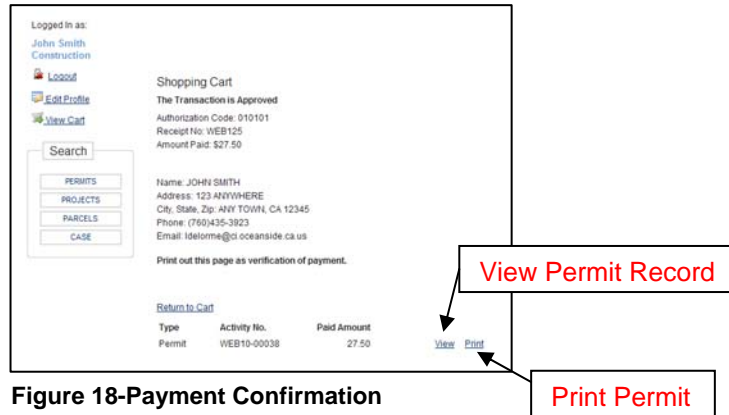 Logged in as:
John Smith
Construction
Logout
Edit Profile
View Cart
Search
PERMITS
PROJECTS
PARCELS
CASE
Shopping Cart
The Transaction is Approved
Authorization Code: 010101
Receipt No: WEB125
Amount Paid: $27.50
Name: JOHN SMITH
Address: 123 ANYWHERE
City, State, Zip: ANY TOWN, CA 12345
Phone: (760)435-3923
Email: ldelorme@ci.oceanside.ca.us
Print out this page as verification of payment.
Return to Cart
Type Activity No. Paid Amount
Permit WEB10-00038 27.50 View Print
View Permit Record
Print Permit
Figure 18-Payment Confirmation